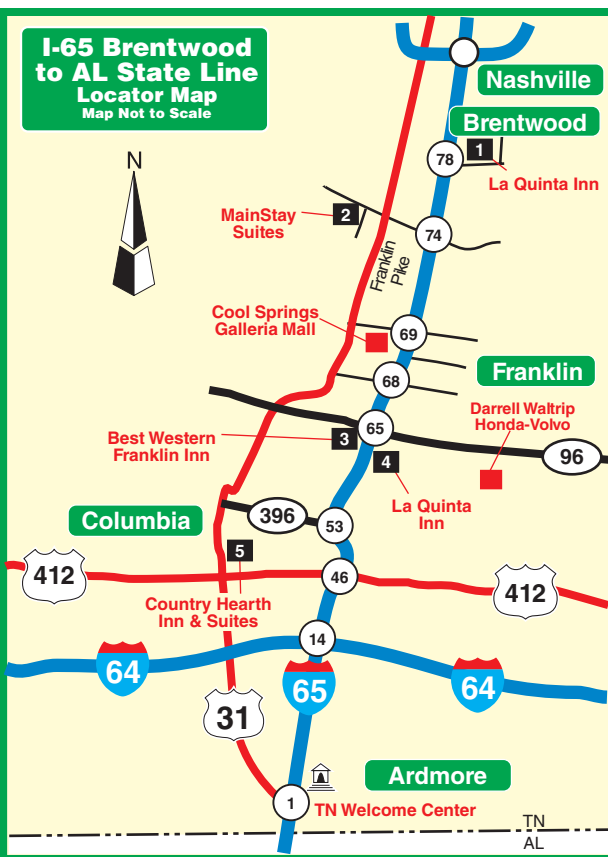 I-65 Brentwood
to AL State Line
Locator Map
Map Not to Scale
Nashville
Brentwood
N
78
1
La Quinta Inn
MainStay
Suites
2
74
Franklin
Pike
Cool Springs
Galleria Mall
69
68
Franklin
Darrell Waltrip
Honda-Volvo
65
Best Western
Franklin Inn
3
4
96
La Quinta
Inn
Columbia
396
53
5
412
46
412
Country Hearth
Inn & Suites
14
64
65
64
31
Ardmore
1
TN Welcome Center
TN
AL